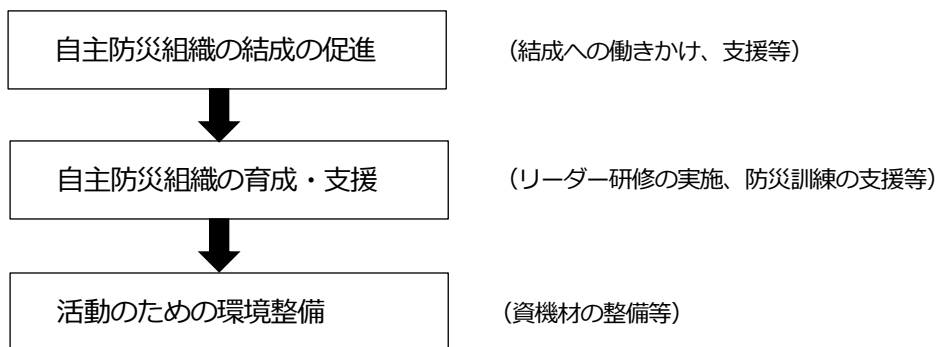 自主防災組織の結成の促進
（結成への働きかけ、支援等）
自主防災組織の育成・支援
（リーダー研修の実施、防災訓練の支援等）
活動のための環境整備
（資機材の整備等）